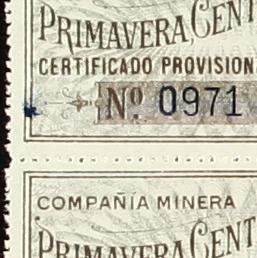 PRIMAVERA, CENT
CERTIFICADO PROVISION
Nº 0971
COMPAÑIA MINERA
PRIMAVERA CENT